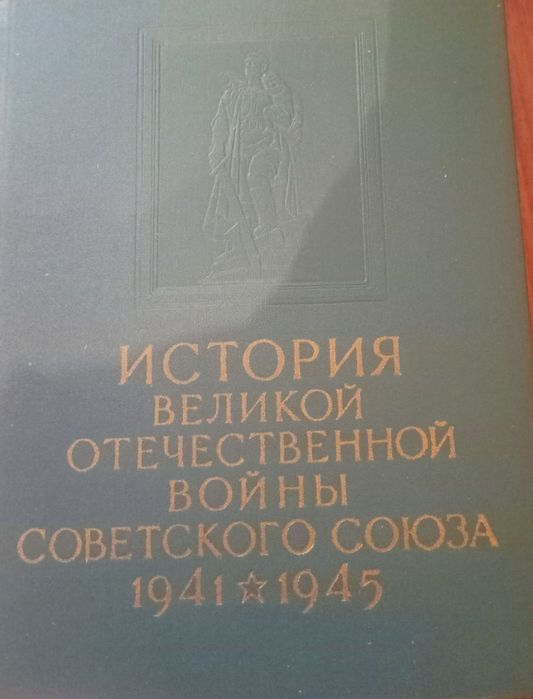 ИСТОРИЯ
ВЕЛИКОЙ
ОТЕЧЕСТВЕННОЙ
ВОЙНЫ
СОВЕТСКОГО СОЮЗА
1941★1945